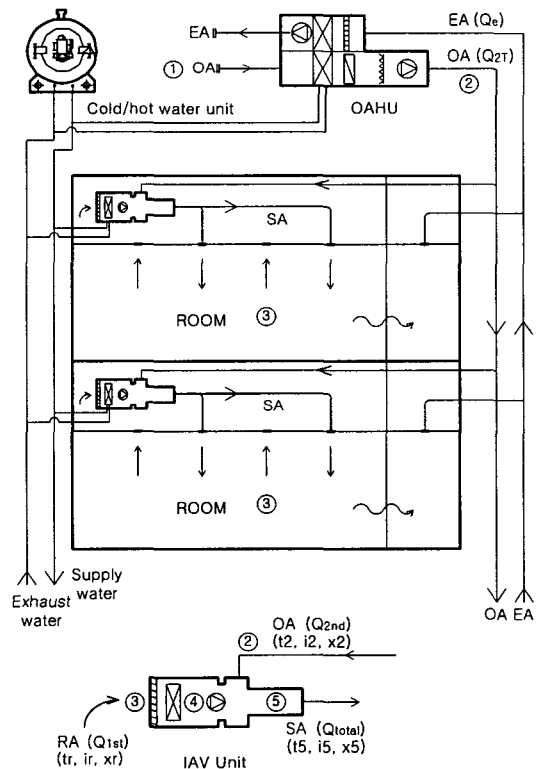 EA
EA (Qe)
① OA
OA (Q2T)
②
Cold/hot water unit
OAHU
SA
ROOM ③
SA
ROOM ③
Supply
water
Exhaust
water
OA EA
OA (Q2nd)
② (t2, i2, x2)
③ ④ ⑤
RA (Q1st)
(tr, ir, xr)
SA (Qtotal)
(t5, i5, x5)
IAV Unit